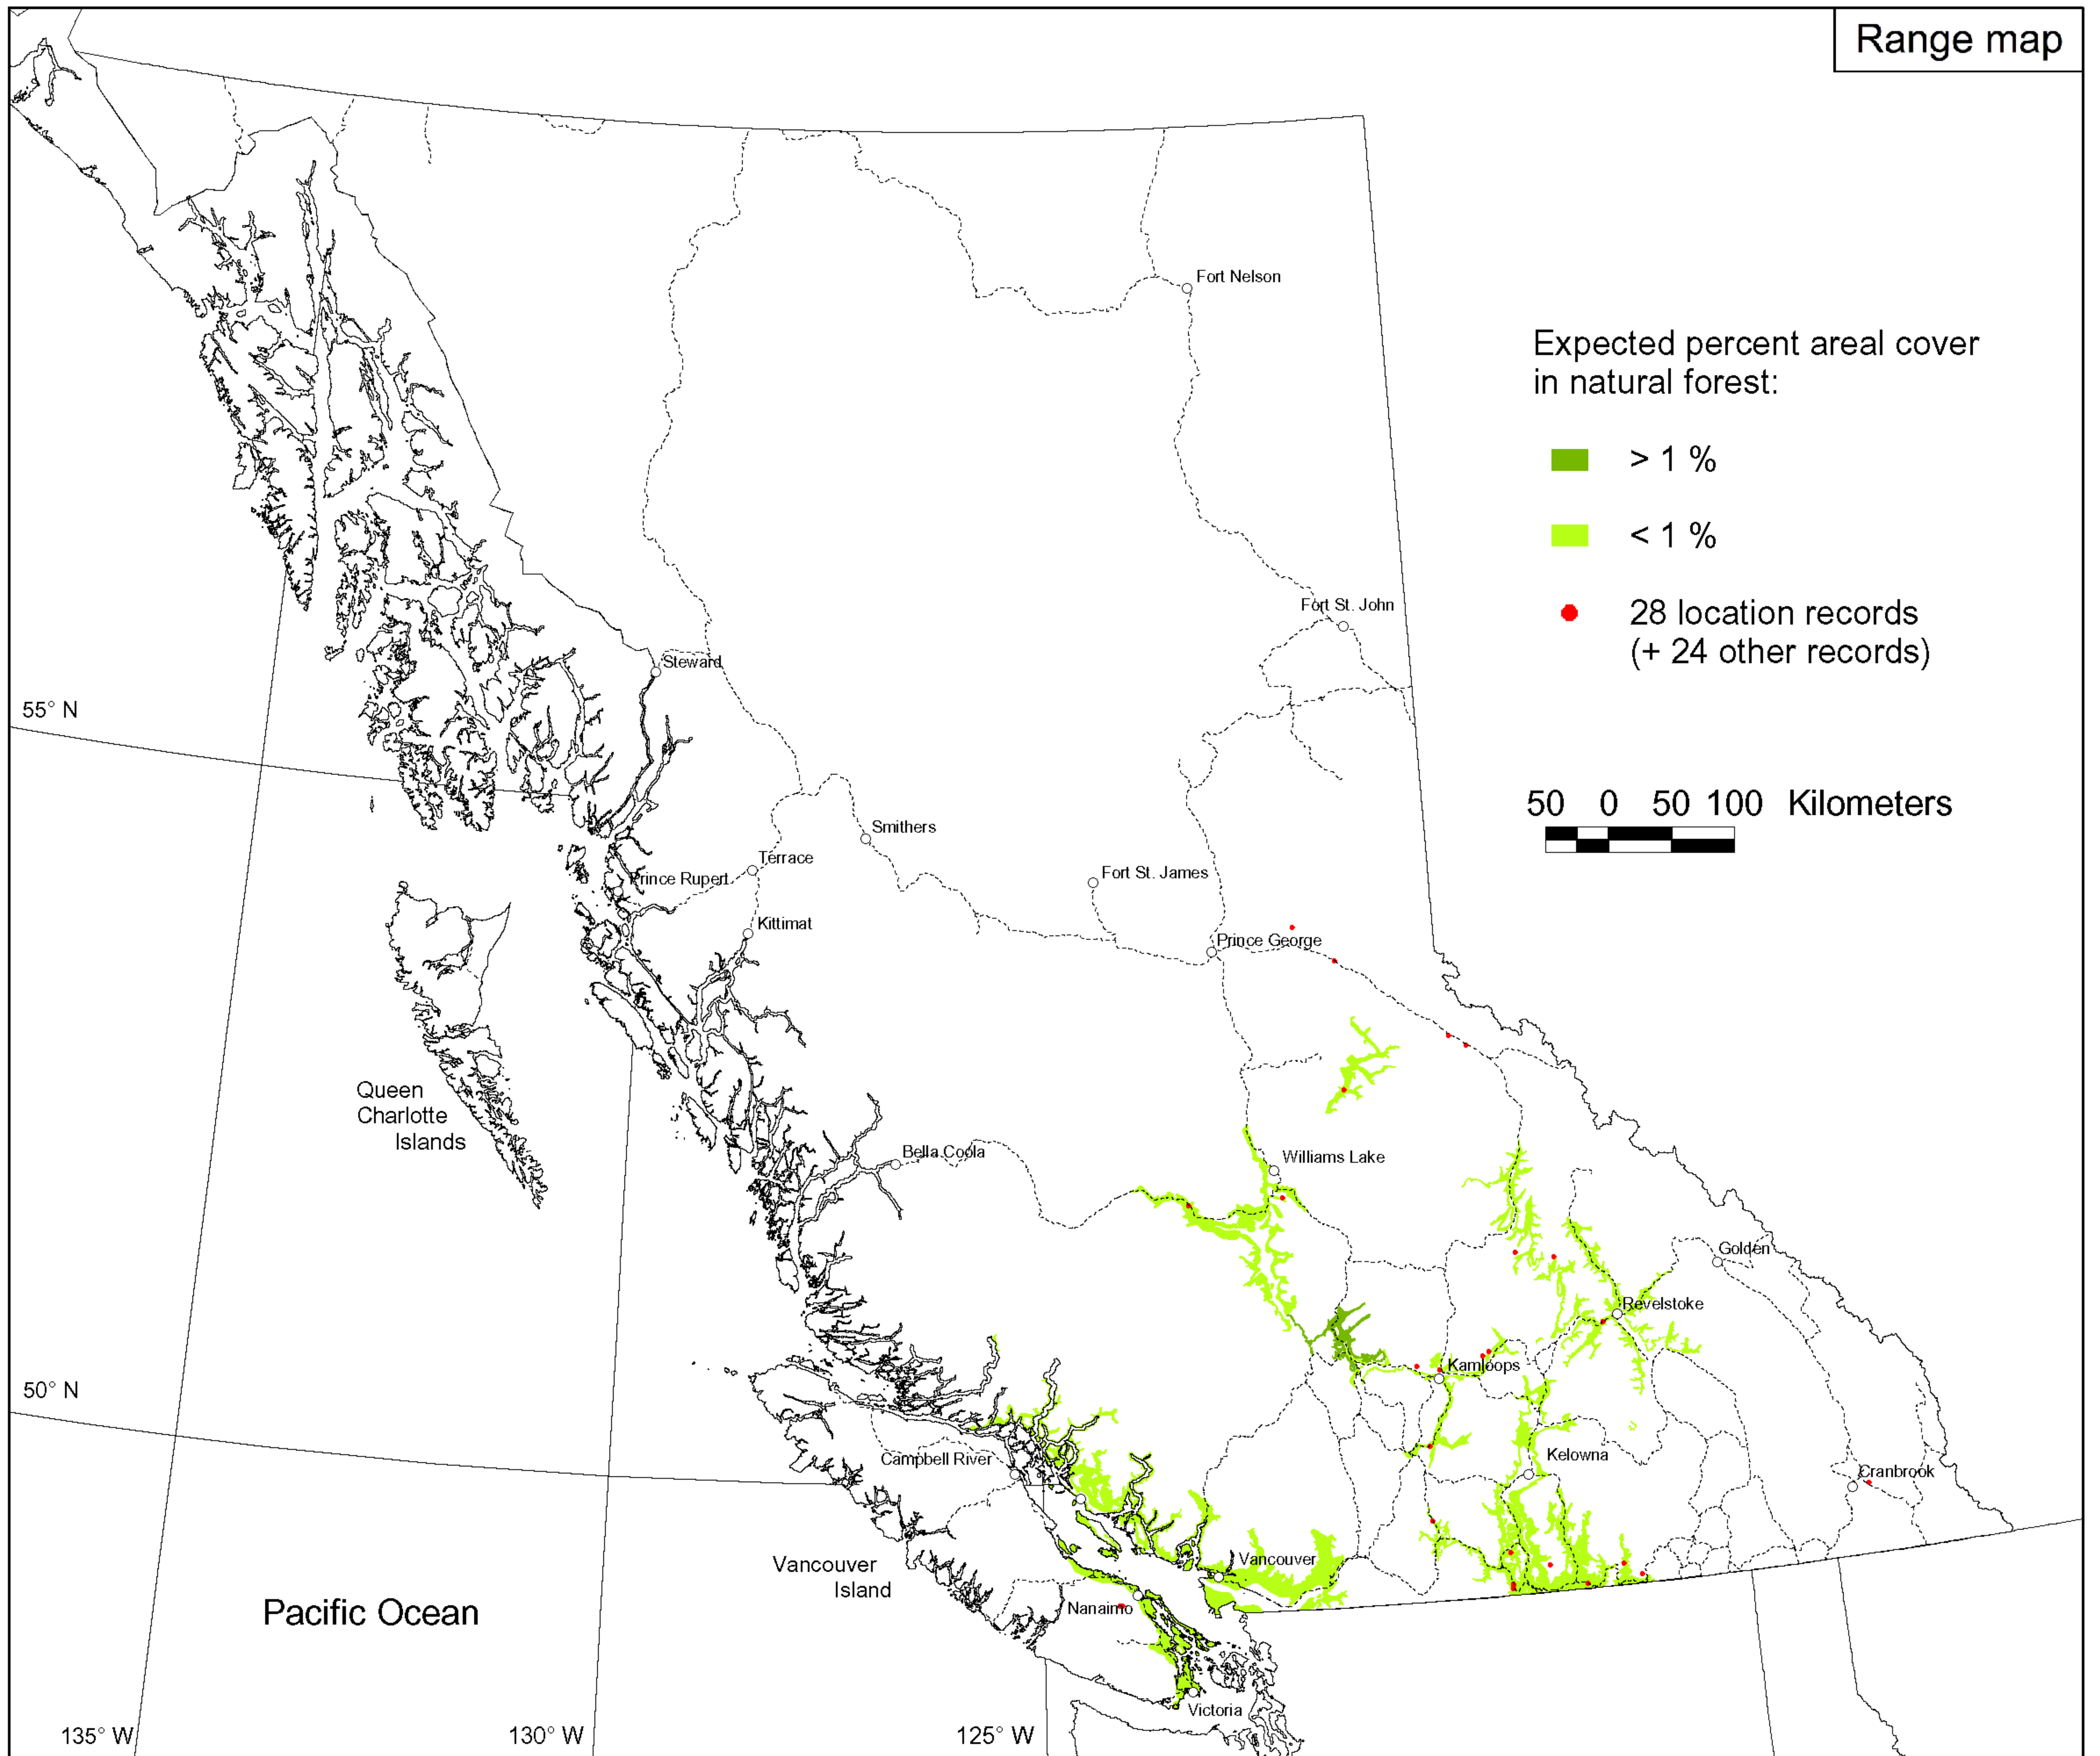 Range map
Fort Nelson
Expected percent areal cover
in natural forest:
> 1 %
< 1 %
28 location records
(+ 24 other records)
Fort St. John
Steward
55° N
50 0 50 100 Kilometers
Smithers
Terrace
Fort St. James
Prince Rupert
Kittimat
Prince George
Queen
Charlotte
Islands
Bella Coola
Williams Lake
Golden
Revelstoke
Kamloops
50° N
Campbell River
Kelowna
Cranbrook
Vancouver
Island
Vancouver
Nanaimo
Pacific Ocean
Victoria
135° W
130° W
125° W